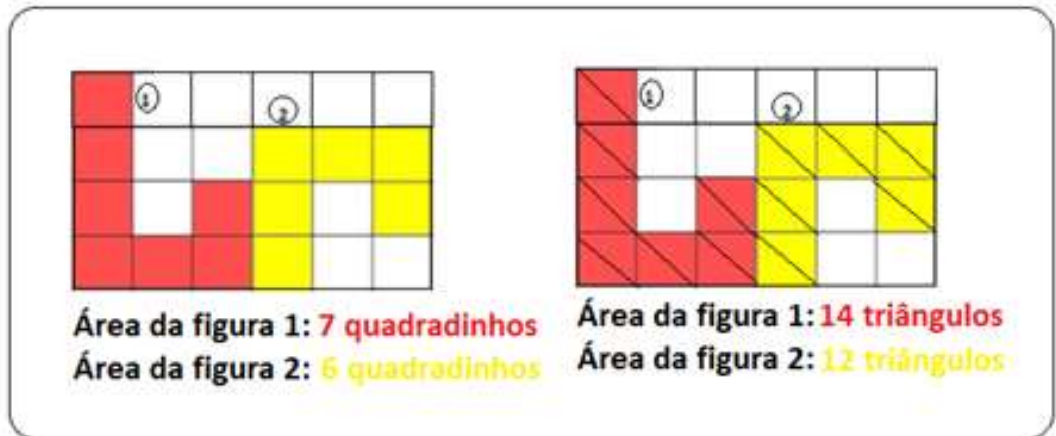 1
2
Área da figura 1: 7 quadradinhos
Área da figura 2: 6 quadradinhos
1
2
Área da figura 1: 14 triângulos
Área da figura 2: 12 triângulos